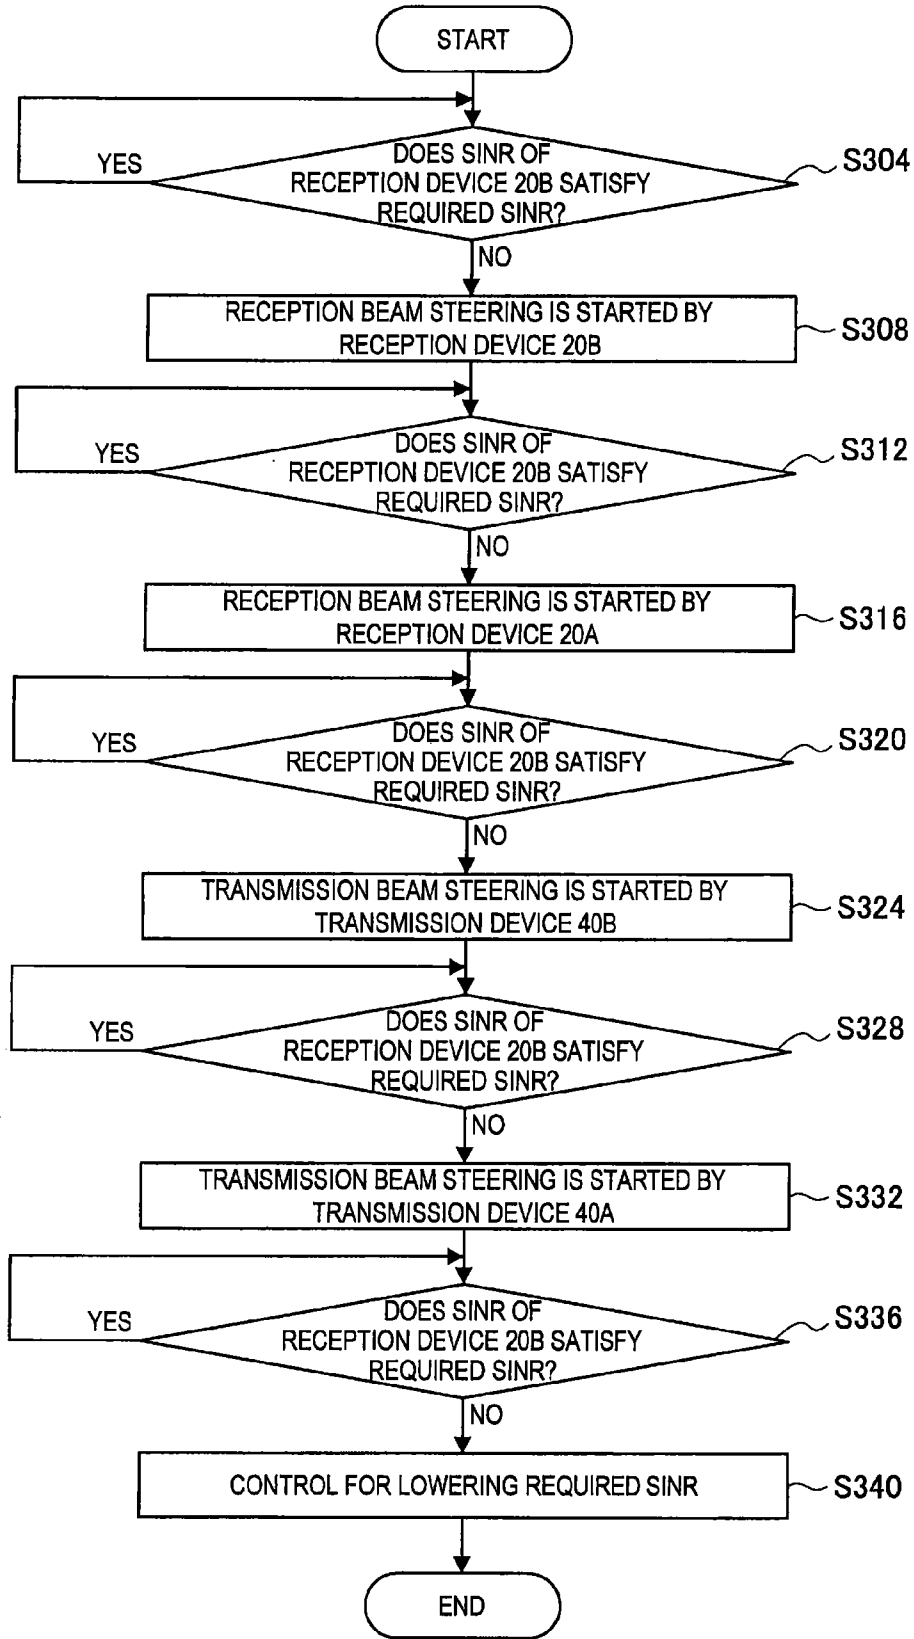 START
DOES SINR OF
RECEPTION DEVICE 20B SATISFY
REQUIRED SINR?
YES
S304
NO
RECEPTION BEAM STEERING IS STARTED BY
RECEPTION DEVICE 20B
S308
DOES SINR OF
RECEPTION DEVICE 20B SATISFY
REQUIRED SINR?
YES
S312
NO
RECEPTION BEAM STEERING IS STARTED BY
RECEPTION DEVICE 20A
S316
DOES SINR OF
RECEPTION DEVICE 20B SATISFY
REQUIRED SINR?
YES
S320
NO
TRANSMISSION BEAM STEERING IS STARTED BY
TRANSMISSION DEVICE 40B
S324
DOES SINR OF
RECEPTION DEVICE 20B SATISFY
REQUIRED SINR?
YES
S328
NO
TRANSMISSION BEAM STEERING IS STARTED BY
TRANSMISSION DEVICE 40A
S332
DOES SINR OF
RECEPTION DEVICE 20B SATISFY
REQUIRED SINR?
YES
S336
NO
CONTROL FOR LOWERING REQUIRED SINR
S340
END